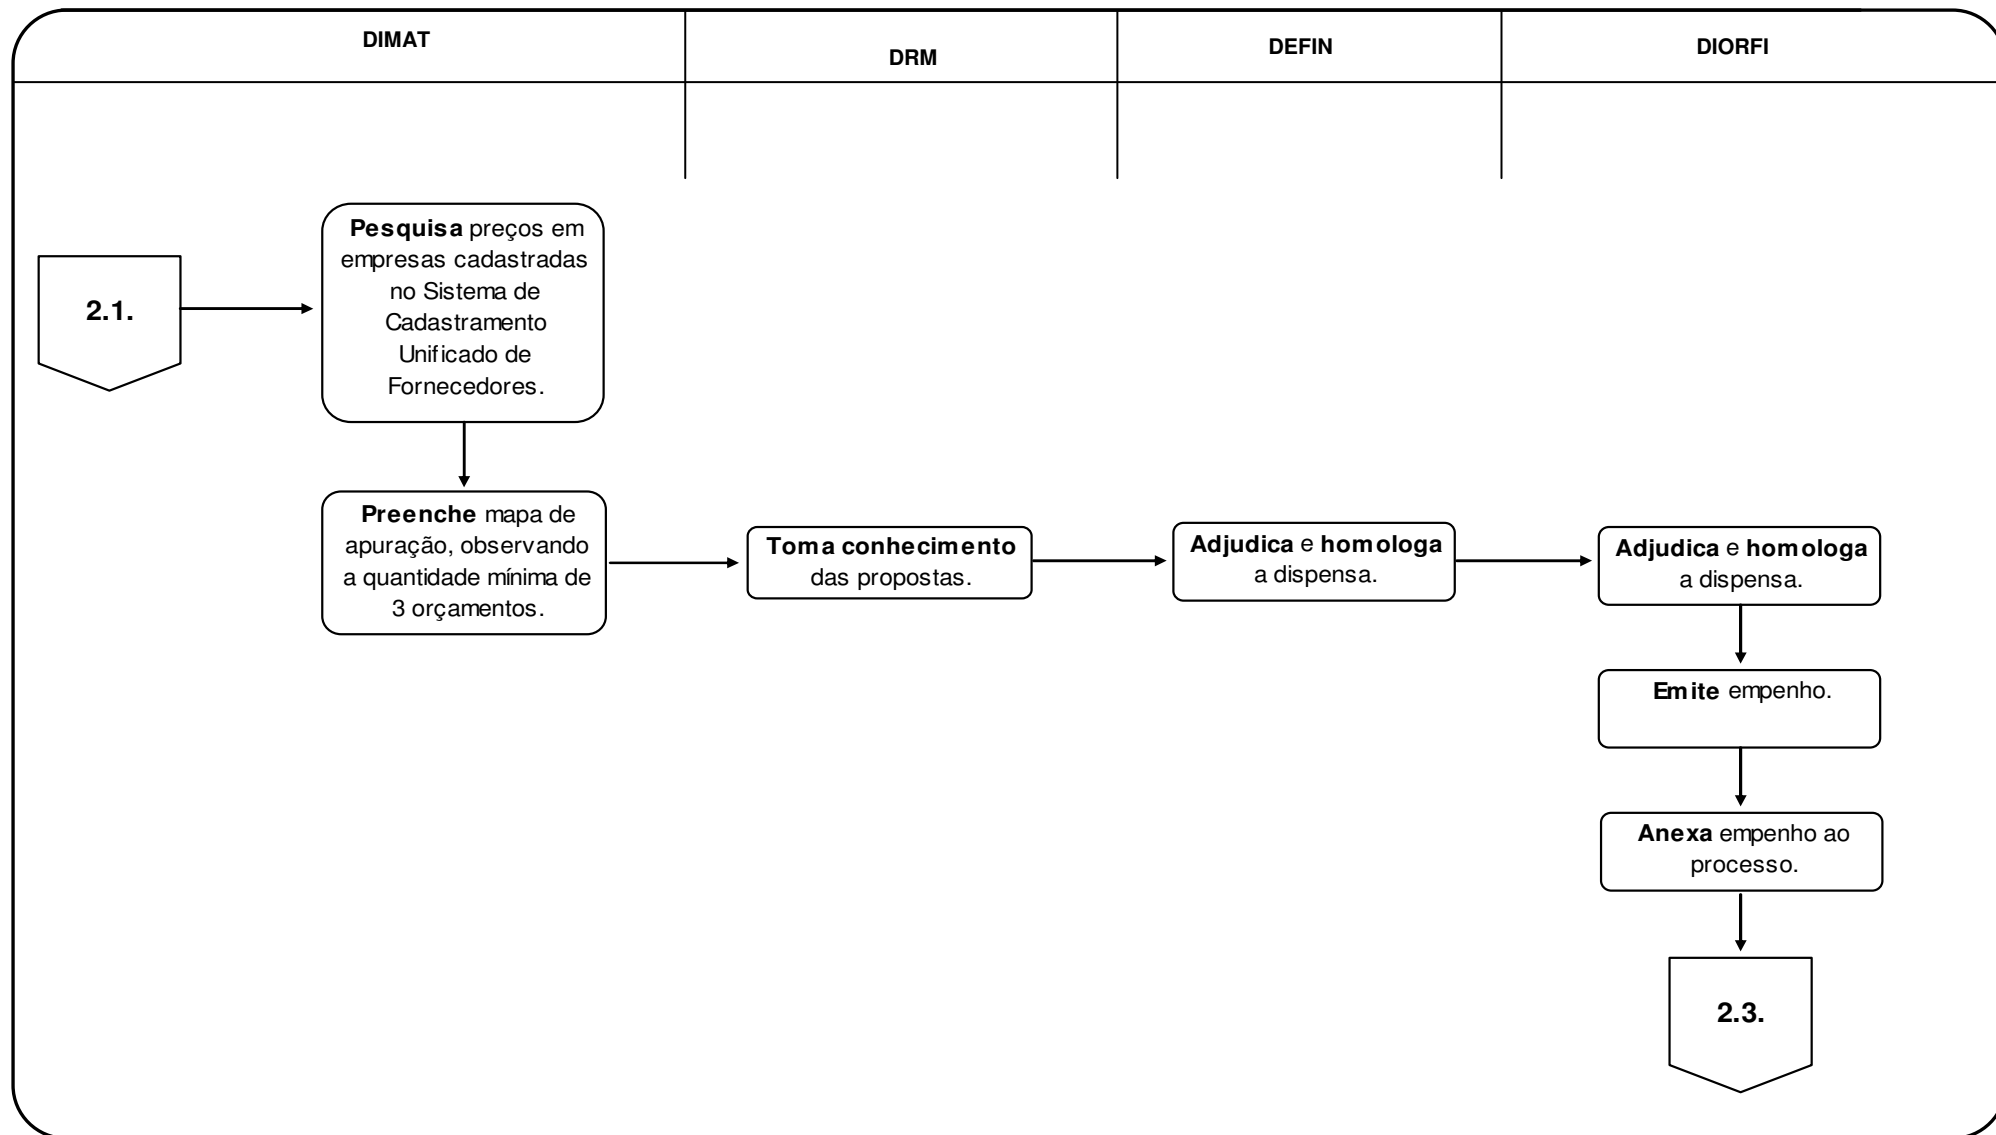 DIMAT
DRM
DEFIN
DIORFI
2.1.
Pesquisa preços em
empresas cadastradas
no Sistema de
Cadastramento
Unificado de
Fornecedores.
Preenche mapa de
apuração, observando
a quantidade mínima de
3 orçamentos.
Toma conhecimento
das propostas.
Adjudica e homologa
a dispensa.
Adjudica e homologa
a dispensa.
Emite empenho.
Anexa empenho ao
processo.
2.3.